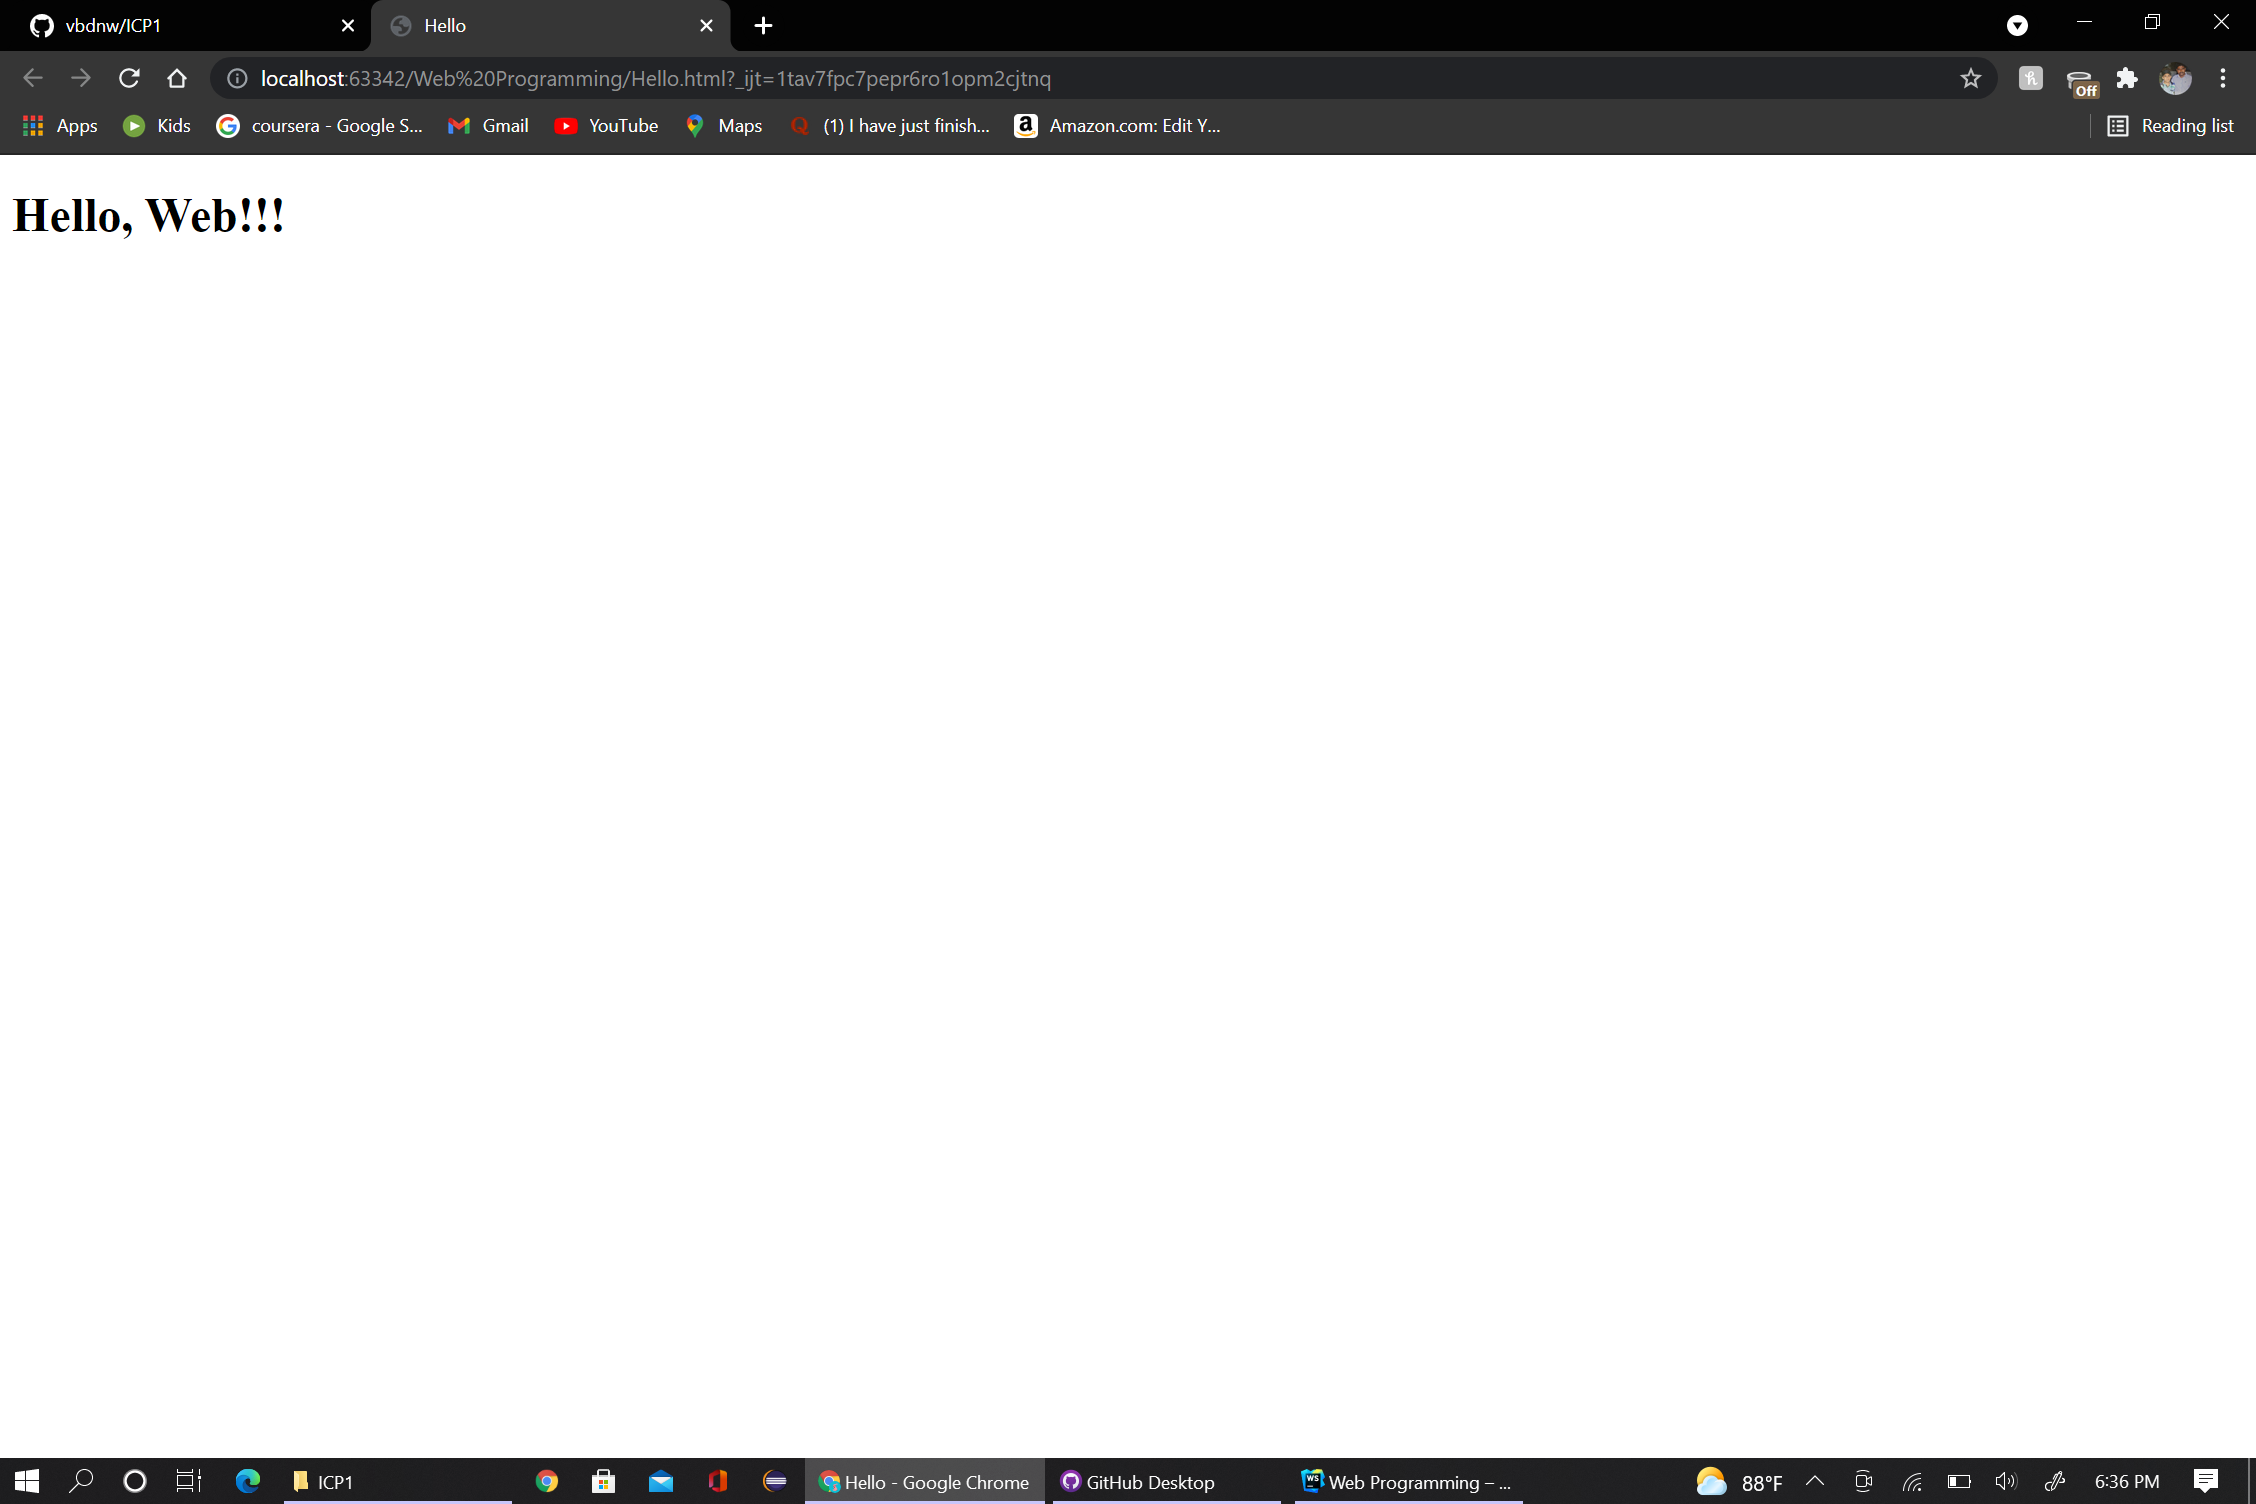 vbdnw/ICP1
Hello
localhost:63342/Web%20Programming/Hello.html?_ijt=1tav7fpc7pepr6ro1opm2cjtnq
Off
Apps
Kids
coursera - Google S...
Gmail
YouTube
Maps
(1) I have just finish...
Amazon.com: Edit Y...
Reading list
Hello, Web!!!
ICP1
Hello - Google Chrome
GitHub Desktop
WS
Web Programming – ...
88°F
6:36 PM